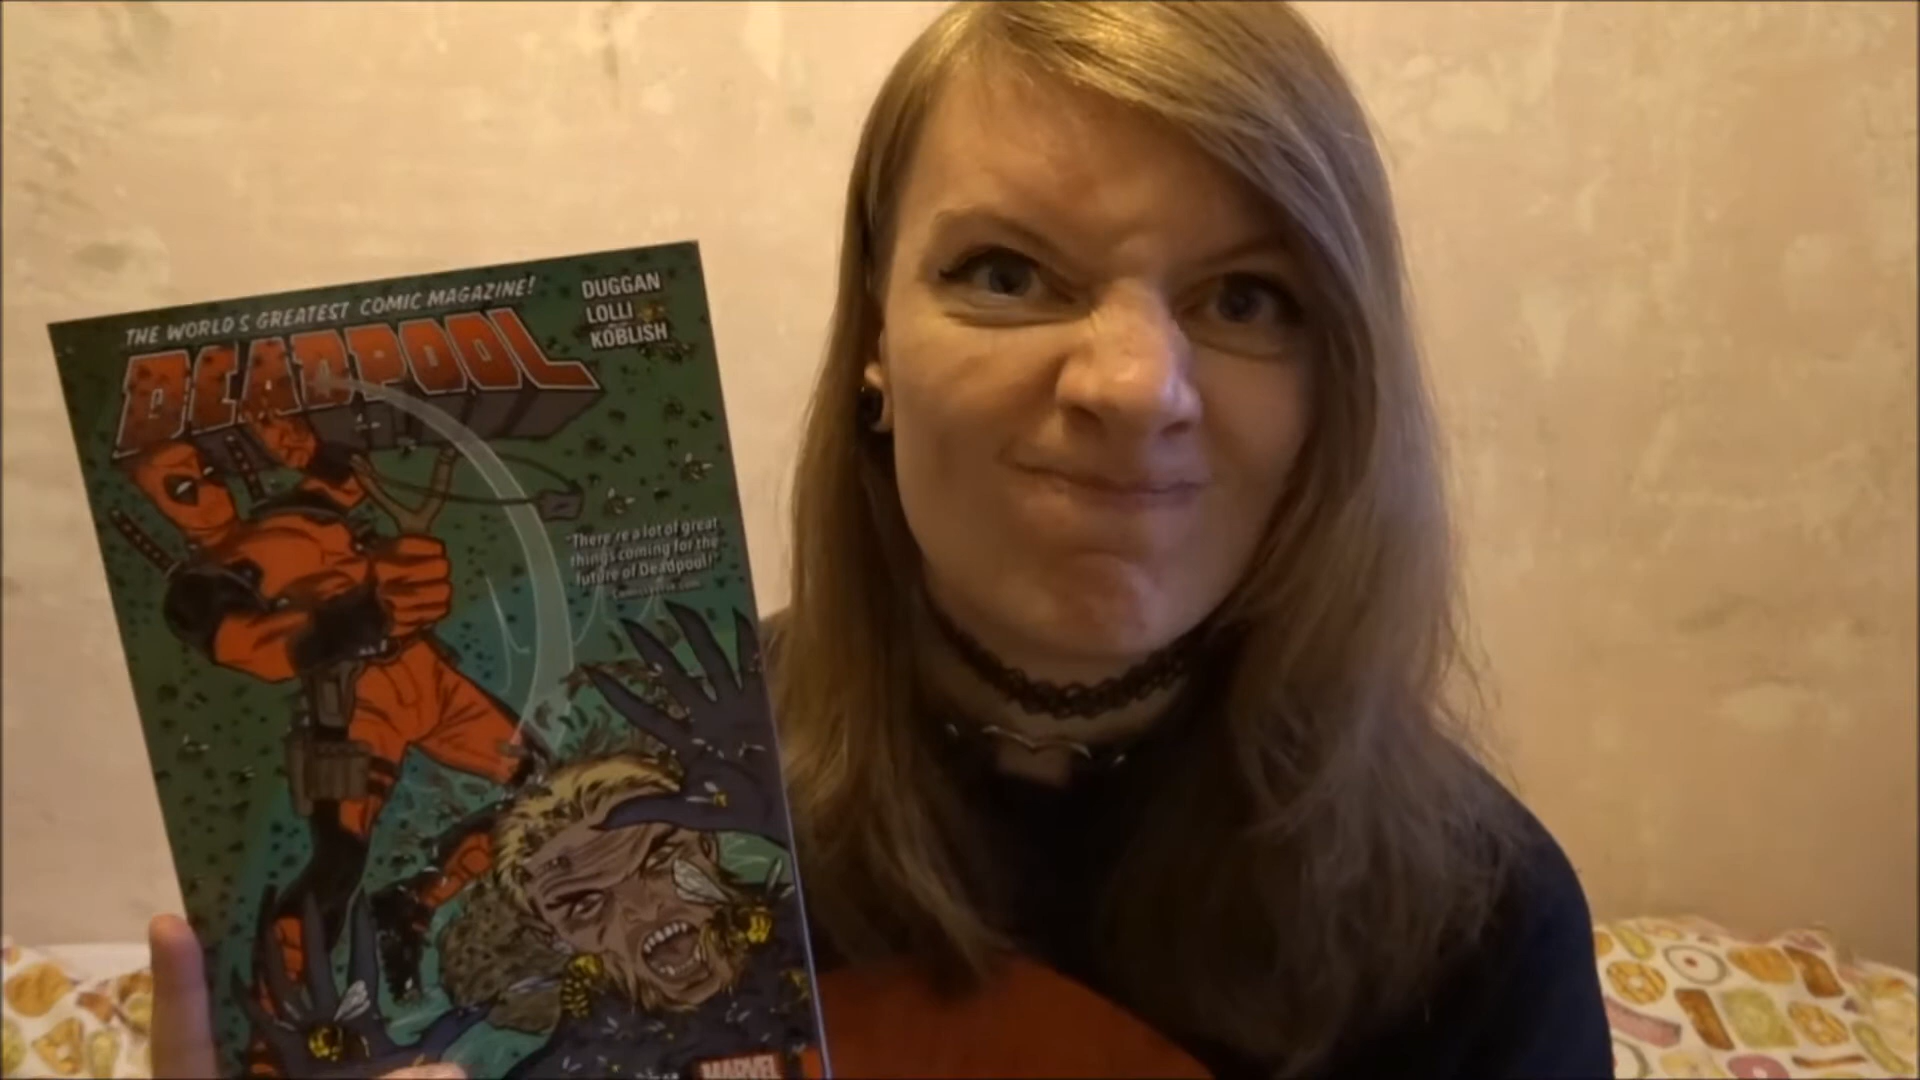 THE WORLD'S GREATEST COMIC MAGAZINE!
DEADPOOL
DUGGAN
LOLLI
KOBLISH
"There're a lot of great
things coming for the
future of Deadpool!"
MARVEL